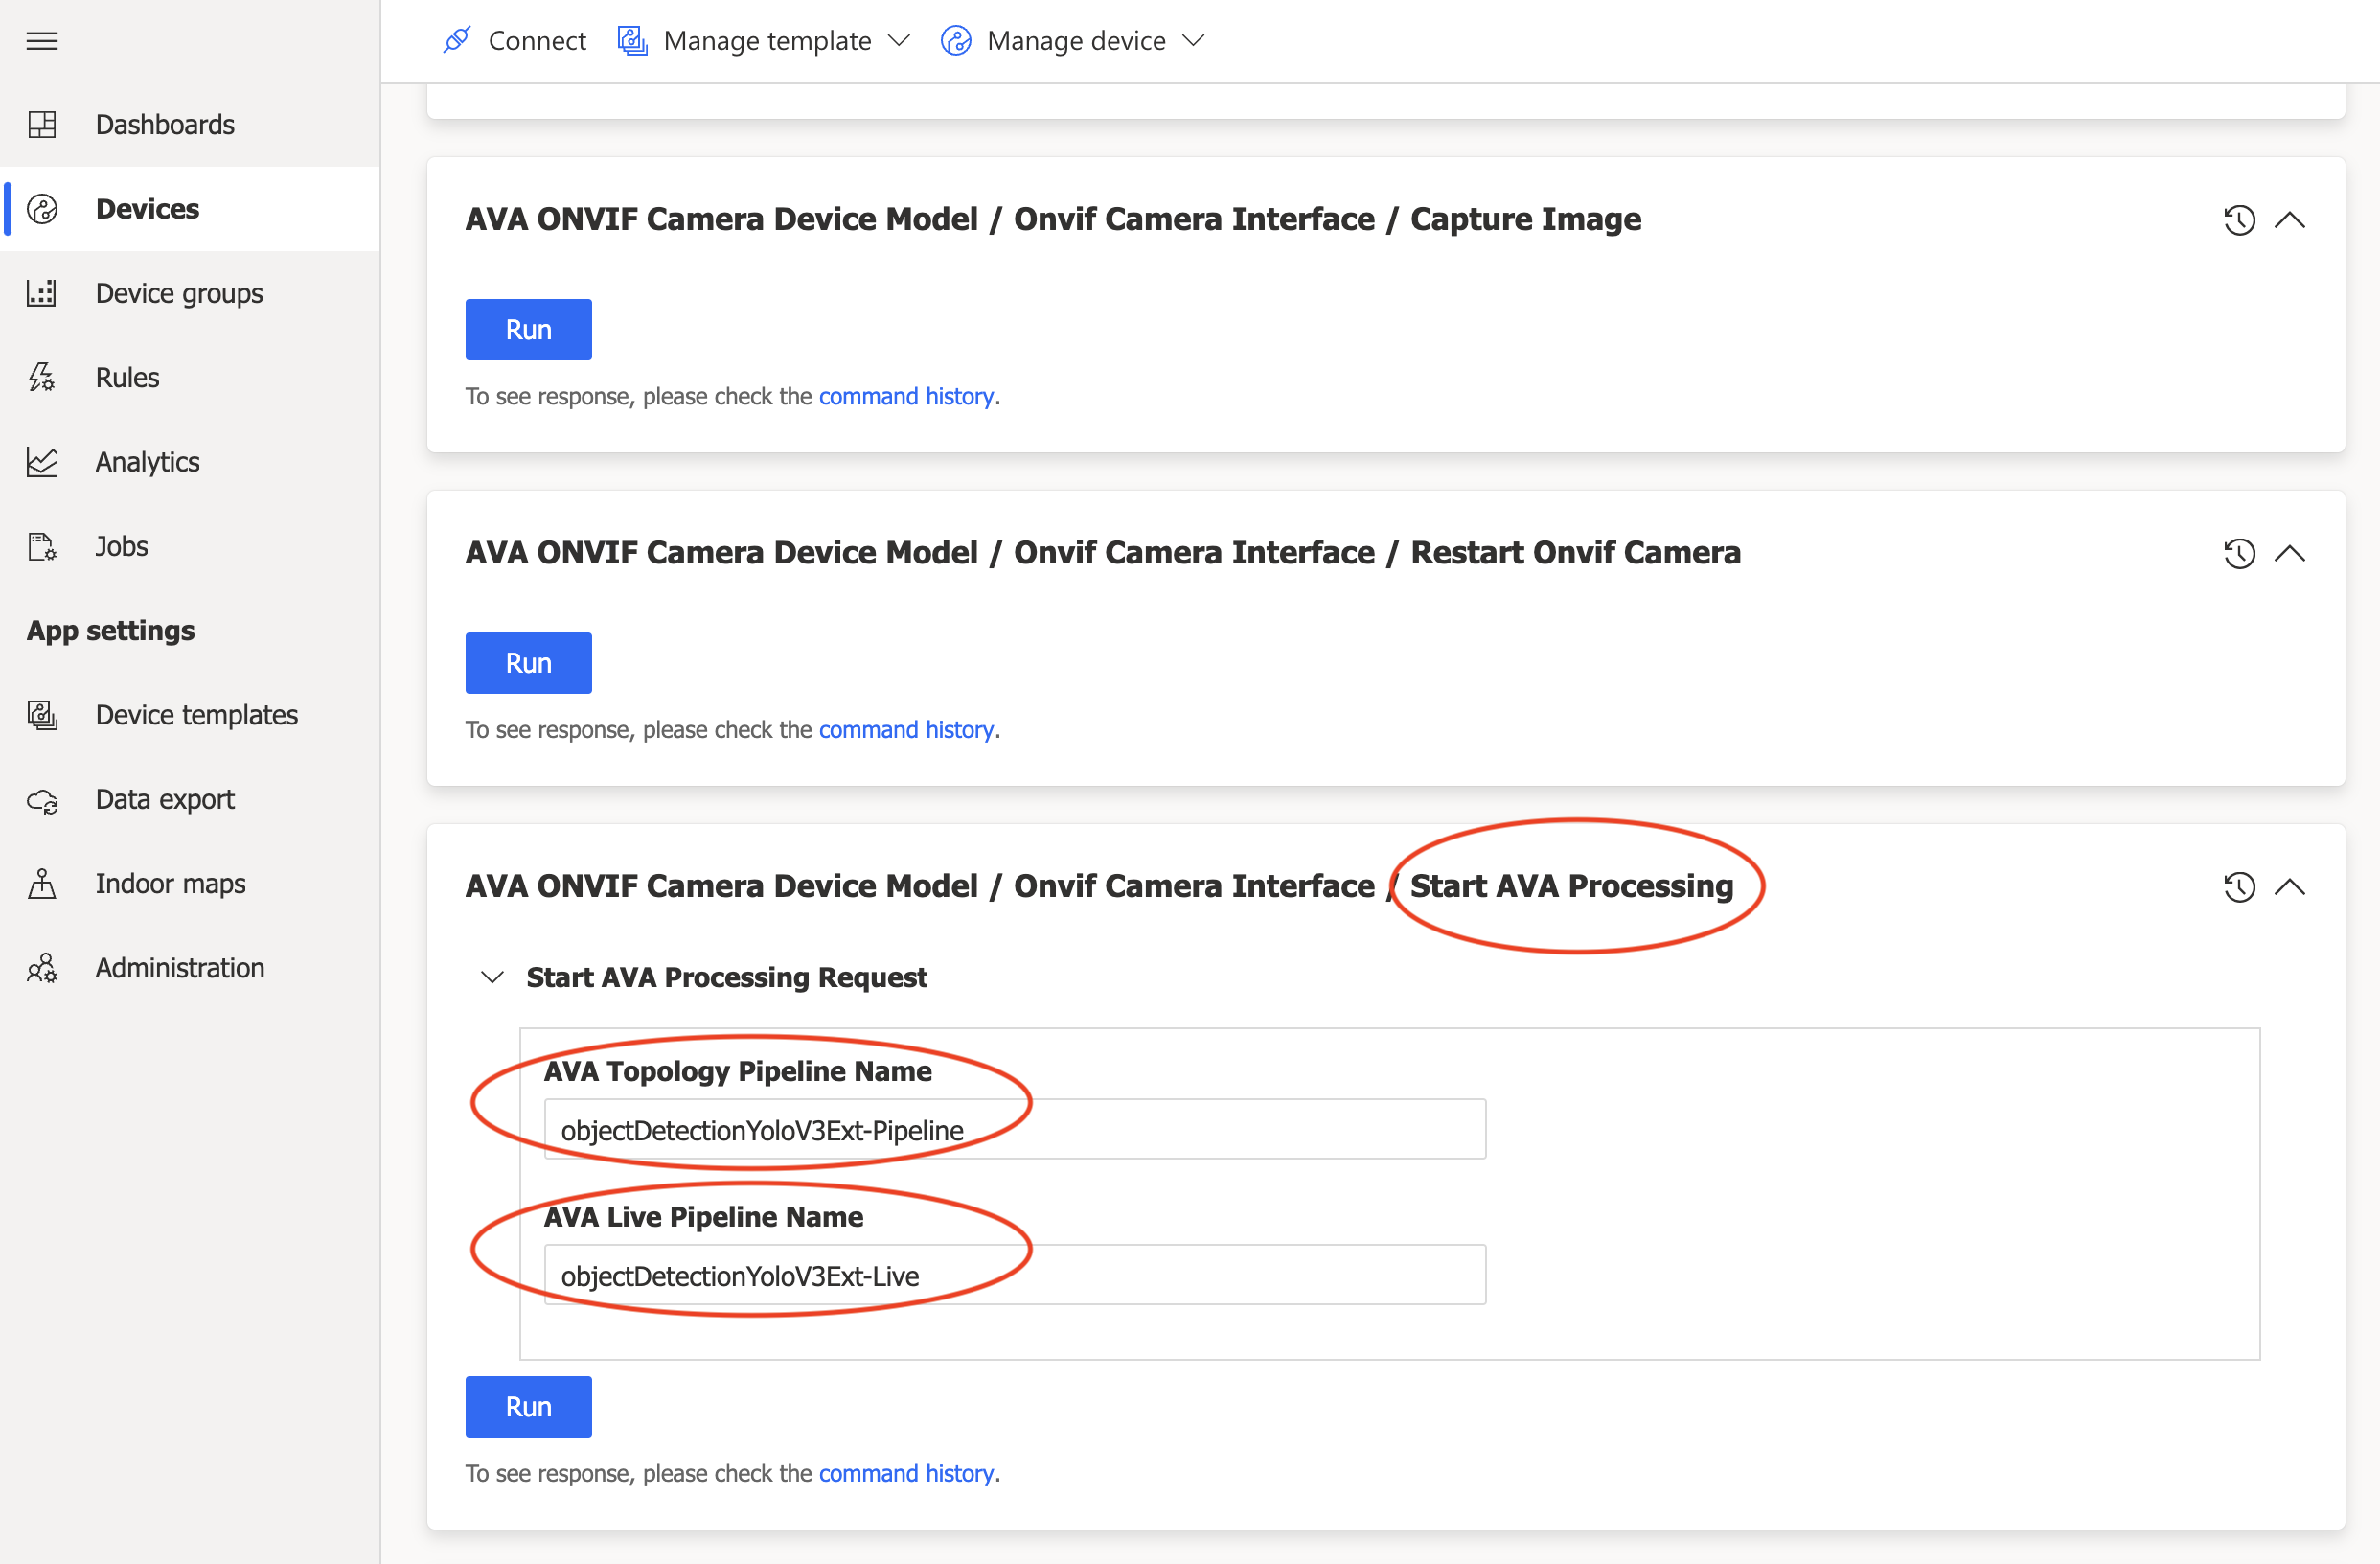 Connect Manage template Manage device
Dashboards
Devices
Device groups
Rules
Analytics
Jobs
App settings
Device templates
Data export
Indoor maps
Administration
AVA ONVIF Camera Device Model / Onvif Camera Interface / Capture Image
Run
To see response, please check the command history.
AVA ONVIF Camera Device Model / Onvif Camera Interface / Restart Onvif Camera
Run
To see response, please check the command history.
AVA ONVIF Camera Device Model / Onvif Camera Interface / Start AVA Processing
Start AVA Processing Request
AVA Topology Pipeline Name
objectDetectionYoloV3Ext-Pipeline
AVA Live Pipeline Name
objectDetectionYoloV3Ext-Live
Run
To see response, please check the command history.